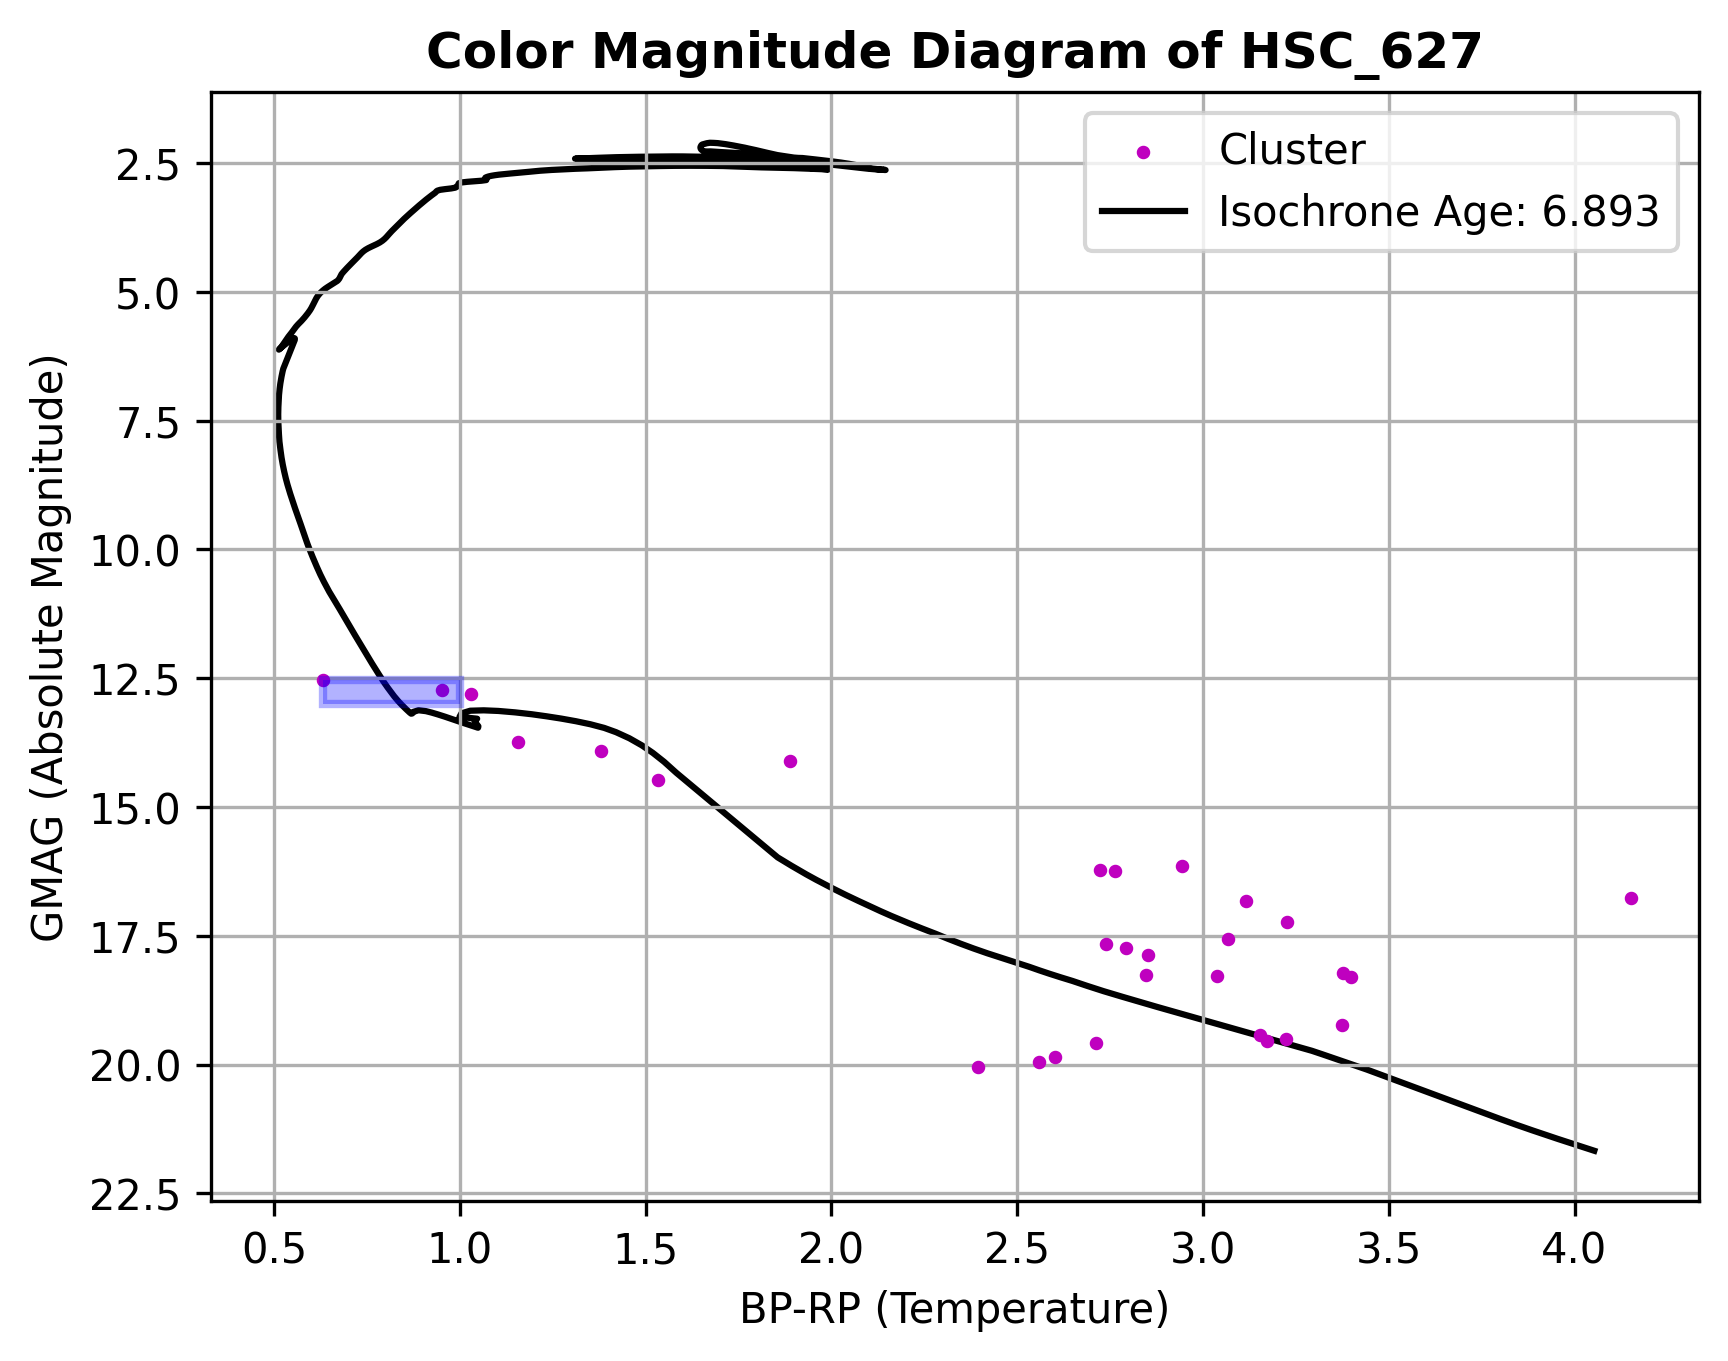 Color Magnitude Diagram of HSC_627
Cluster
Isochrone Age: 6.893
GMAG (Absolute Magnitude)
2.5
5.0
7.5
10.0
12.5
15.0
17.5
20.0
22.5
0.5 1.0 1.5 2.0 2.5 3.0 3.5 4.0
BP-RP (Temperature)